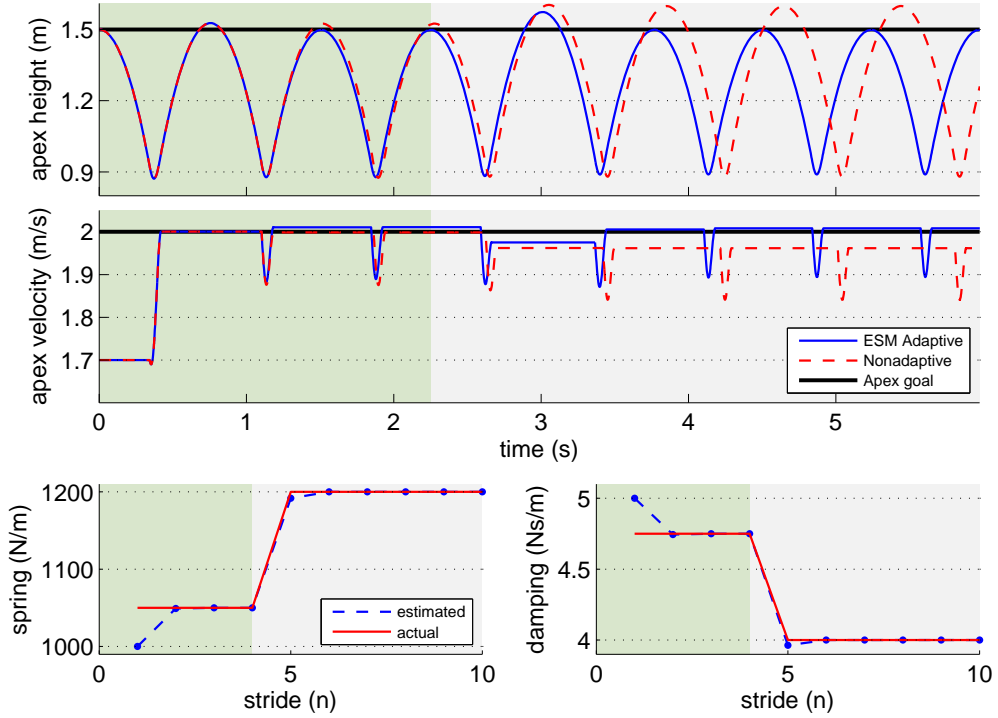 apex height (m)
1.5
1.2
0.9
apex velocity (m/s)
2
1.9
1.8
1.7
ESM Adaptive
Nonadaptive
Apex goal
0 1 2 3 4 5
time (s)
spring (N/m)
1200
1100
1000
estimated
actual
0 5 10
stride (n)
damping (Ns/m)
5
4.5
4
0 5 10
stride (n)